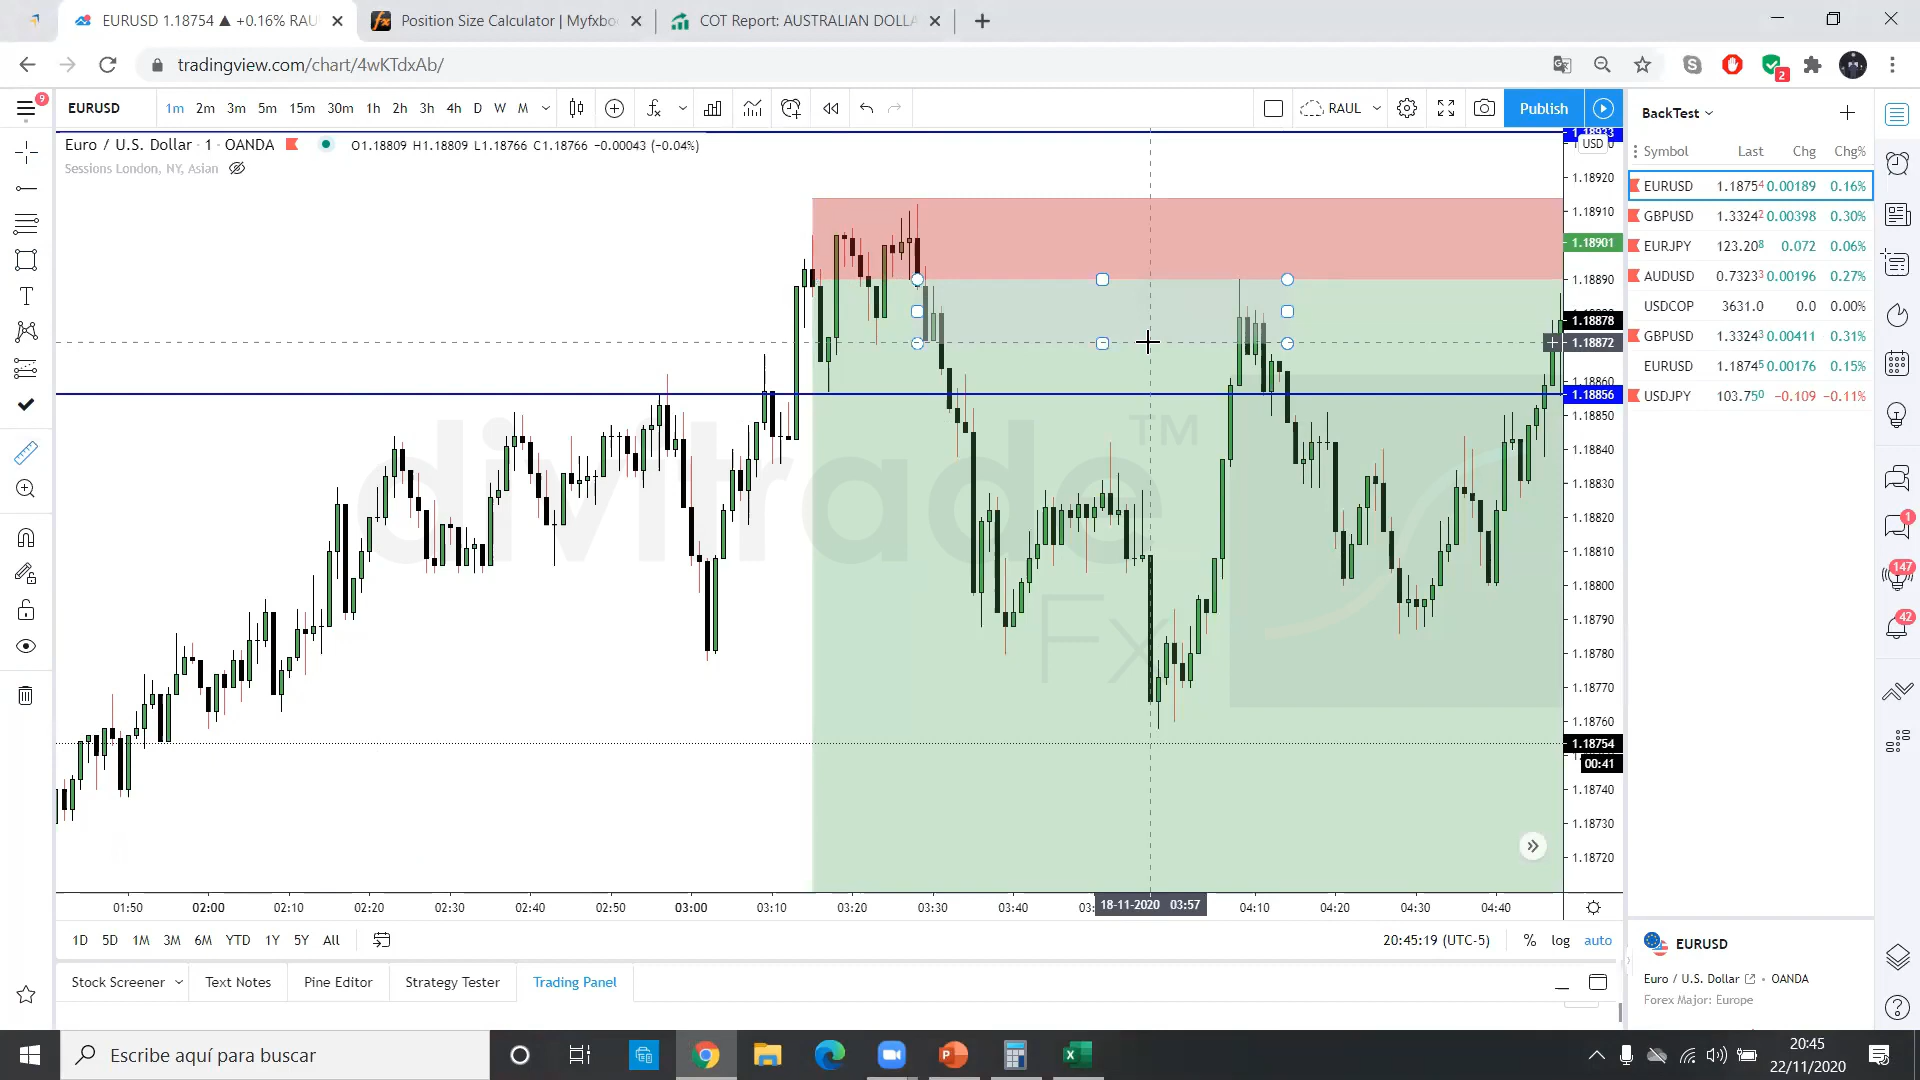 EURUSD 1.18754 ▲ +0.16% RAU
Position Size Calculator | Myfxbo
COT Report: AUSTRALIAN DOLLA
tradingview.com/chart/4wKTdxAb/
2
9
EURUSD 1m 2m 3m 5m 15m 30m 1h 2h 3h 4h D W M
RAUL
Publish
BackTest
Euro / U.S. Dollar · 1 · OANDA O1.18809 H1.18809 L1.18766 C1.18766 −0.00043 (−0.04%)
Sessions London, NY, Asian
Symbol Last Chg Chg%
EURUSD 1.18754 0.00189 0.16%
GBPUSD 1.33242 0.00398 0.30%
EURJPY 123.208 0.072 0.06%
AUDUSD 0.73233 0.00196 0.27%
USDCOP 3631.0 0.0 0.00%
GBPUSD 1.33243 0.00411 0.31%
EURUSD 1.18745 0.00176 0.15%
USDJPY 103.750 −0.109 −0.11%
1.18933
USD
1.18920
1.18910
1.18901
1.18890
1.18878
1.18872
1.18860
1.18856
1.18850
1.18840
1.18830
1.18820
1.18810
1.18800
1.18790
1.18780
1.18770
1.18760
1.18754
00:41
1.18740
1.18730
1.18720
divitrade™
Fx
1
147
42
01:50 02:00 02:10 02:20 02:30 02:40 02:50 03:00 03:10 03:20 03:30 03:40 18-11-2020 03:57 04:10 04:20 04:30 04:40
1D 5D 1M 3M 6M YTD 1Y 5Y All
20:45:19 (UTC-5) % log auto
Stock Screener Text Notes Pine Editor Strategy Tester Trading Panel
EURUSD
Euro / U.S. Dollar · OANDA
Forex Major: Europe
Escribe aquí para buscar
20:45
22/11/2020